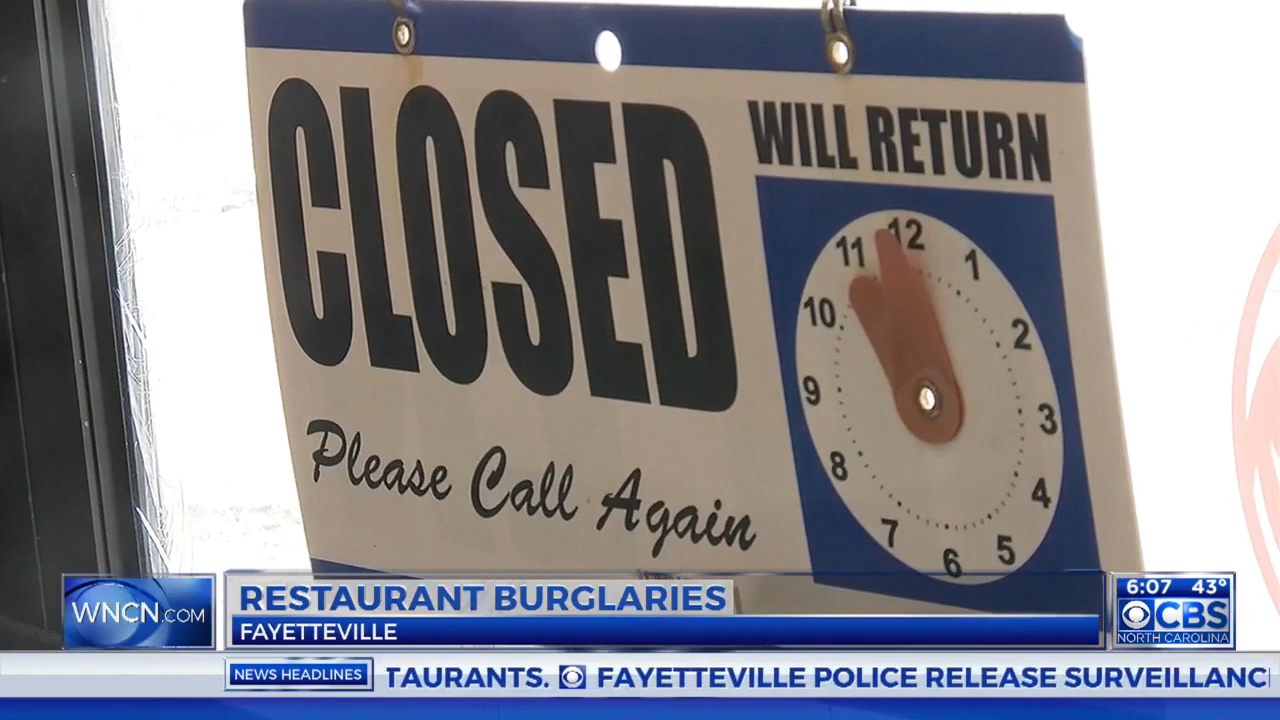 CLOSED
Please Call Again
WILL RETURN
12
1
2
3
4
5
6
7
8
9
10
11
WNCN.COM
RESTAURANT BURGLARIES
FAYETTEVILLE
6:07 43°
CBS
NORTH CAROLINA
NEWS HEADLINES
TAURANTS. FAYETTEVILLE POLICE RELEASE SURVEILLANC